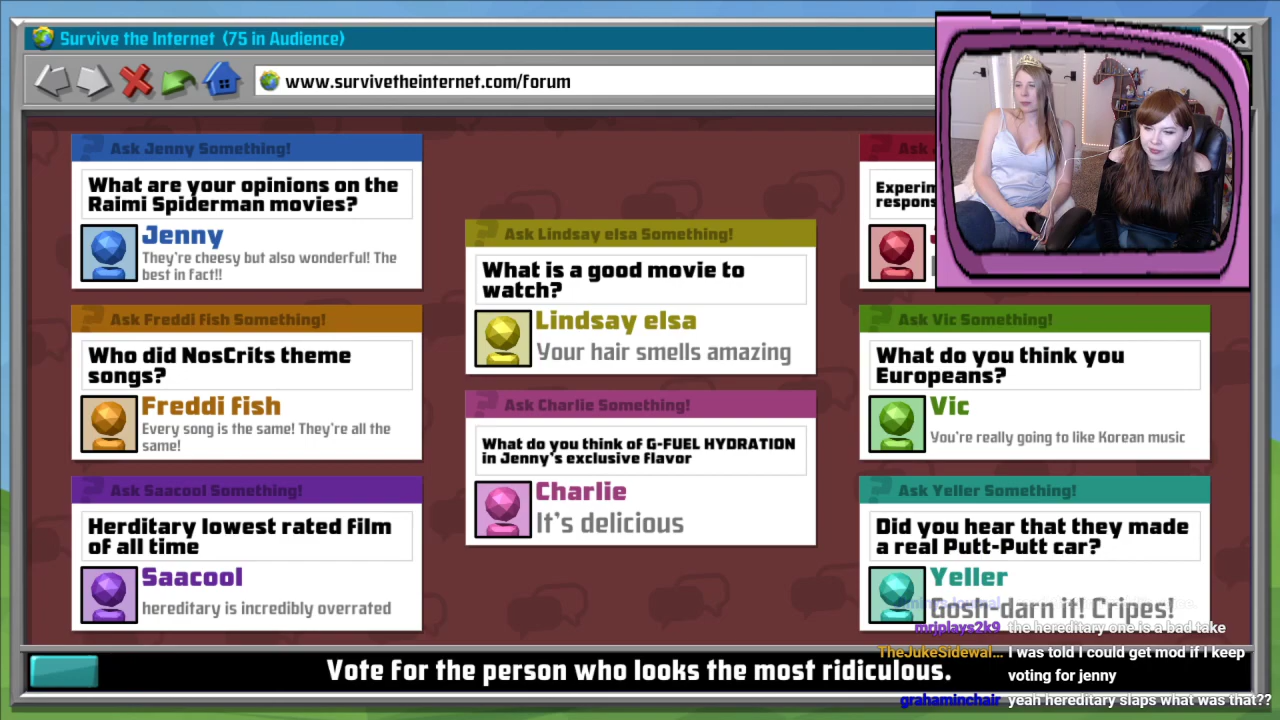 Survive the Internet (75 in Audience)
www.survivetheinternet.com/forum
Ask Jenny Something!
What are your opinions on the
Raimi Spiderman movies?
Jenny
They're cheesy but also wonderful! The
best in fact!!
Ask Freddi fish Something!
Who did NosCrits theme
songs?
Freddi fish
Every song is the same! They're all the
same!
Ask Saacool Something!
Herditary lowest rated film
of all time
Saacool
hereditary is incredibly overrated
Ask Lindsay elsa Something!
What is a good movie to
watch?
Lindsay elsa
Your hair smells amazing
Ask Charlie Something!
What do you think of G-FUEL HYDRATION
in Jenny's exclusive flavor
Charlie
It's delicious
Ask
Ask Vic Something!
What do you think you
Europeans?
Vic
You're really going to like Korean music
Ask Yeller Something!
Did you hear that they made
a real Putt-Putt car?
Yeller
Gosh-darn it! Cripes!
mrjplays2k9 the hereditary one is a bad take
TheJukeSidewal... I was told I could get mod if I keep
voting for jenny
grahaminchair yeah hereditary slaps what was that??
Vote for the person who looks the most ridiculous.